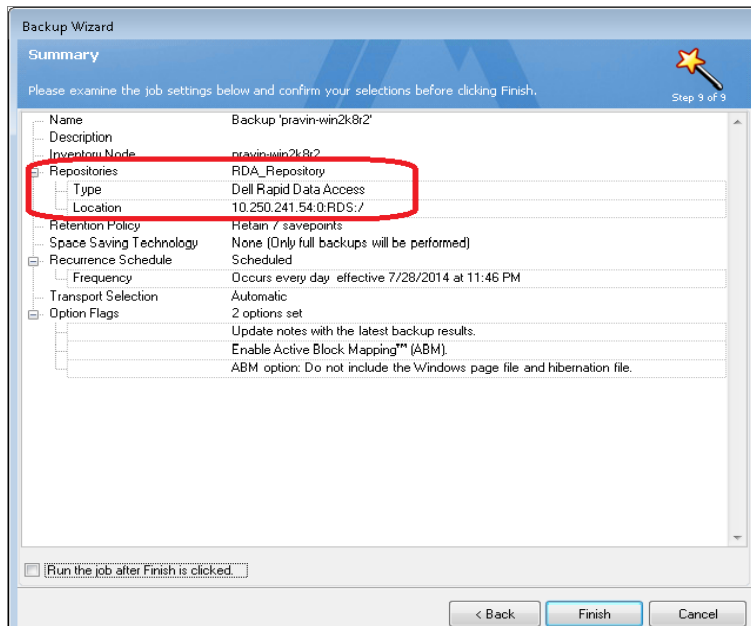 Backup Wizard
Summary
Please examine the job settings below and confirm your selections before clicking Finish.
Step 9 of 9
Name Backup 'pravin-win2k8r2'
Description
Inventory Node pravin-win2k8r2
Repositories RDA_Repository
Type Dell Rapid Data Access
Location 10.250.241.54:0:RDS:/
Retention Policy Retain 7 savepoints
Space Saving Technology None (Only full backups will be performed)
Recurrence Schedule Scheduled
Frequency Occurs every day effective 7/28/2014 at 11:46 PM
Transport Selection Automatic
Option Flags 2 options set
Update notes with the latest backup results.
Enable Active Block Mapping™ (ABM).
ABM option: Do not include the Windows page file and hibernation file.
Run the job after Finish is clicked.
< Back Finish Cancel